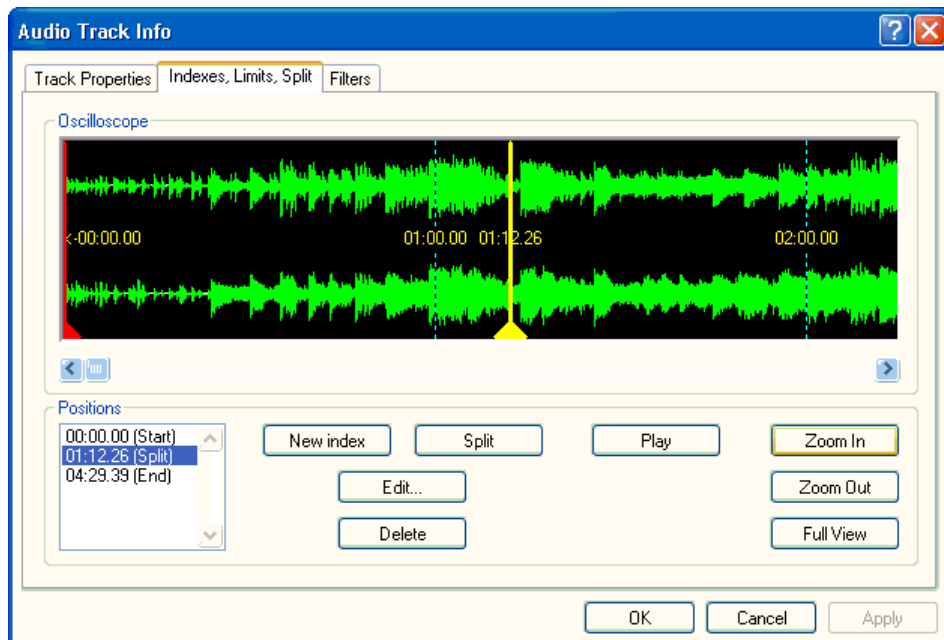 Audio Track Info
Track Properties
Indexes, Limits, Split
Filters
Oscilloscope
<-00:00.00
01:00.00
01:12.26
02:00.00
Positions
00:00.00 (Start)
01:12.26 (Split)
04:29.39 (End)
New index
Split
Play
Zoom In
Edit...
Zoom Out
Delete
Full View
OK
Cancel
Apply